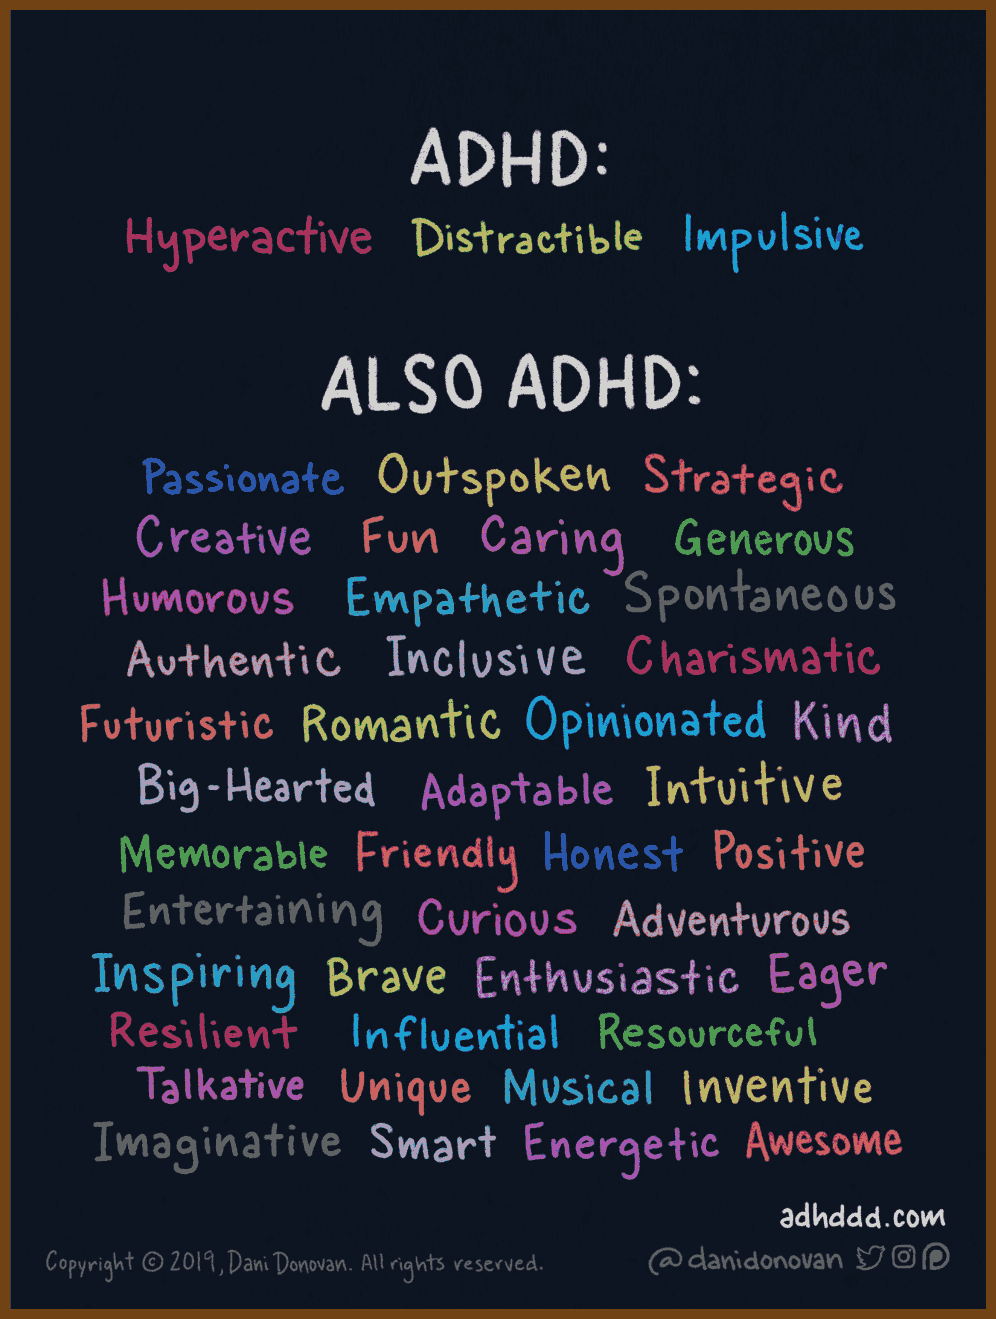 ADHD:
Hyperactive Distractible Impulsive
ALSO ADHD:
Passionate Outspoken Strategic
Creative Fun Caring Generous
Humorous Empathetic Spontaneous
Authentic Inclusive Charismatic
Futuristic Romantic Opinionated Kind
Big-Hearted Adaptable Intuitive
Memorable Friendly Honest Positive
Entertaining Curious Adventurous
Inspiring Brave Enthusiastic Eager
Resilient Influential Resourceful
Talkative Unique Musical Inventive
Imaginative Smart Energetic Awesome
adhddd.com
Copyright © 2019, Dani Donovan. All rights reserved. @danidonovan